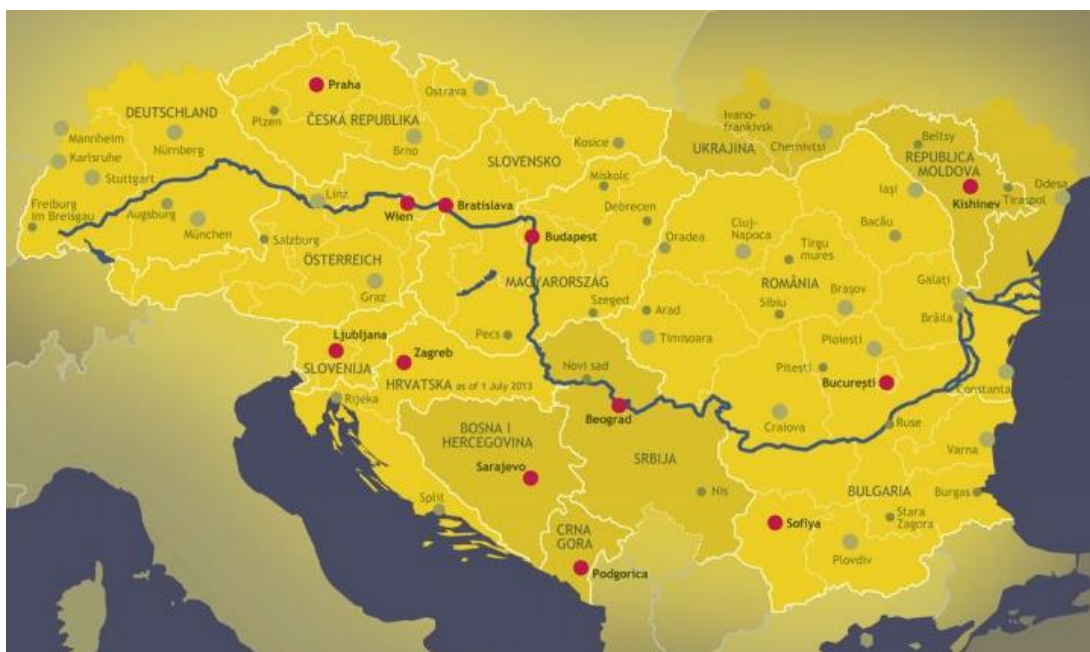 Praha
Ostrava
DEUTSCHLAND
Plzen
ČESKÁ REPUBLIKA
Mannheim
Nürnberg
Brno
Karlsruhe
Stuttgart
SLOVENSKO
Kosice
Ivano-
frankivsk
UKRAJINA
Chernivtsi
Beltsy
REPUBLICA
MOLDOVA
Kishinev
Tiraspol
Odesa
Iași
Freiburg
im Breisgau
Augsburg
München
Salzburg
Linz
Wien
Bratislava
Miskolc
Debrecen
Budapest
Oradea
Cluj-
Napoca
Tirgu
mures
Bacău
ÖSTERREICH
Graz
MAGYARORSZÁG
Szeged
Pecs
Arad
Timisoara
ROMÂNIA
Sibiu
Brașov
Galați
Brăila
Ljubljana
SLOVENIJA
Zagreb
HRVATSKA as of 1 July 2013
Rijeka
Novi sad
Beograd
Pitesti
Ploiesti
București
Constanta
Craiova
Ruse
BOSNA I
HERCEGOVINA
Sarajevo
SRBIJA
Nis
Varna
BULGARIA
Burgas
Split
CRNA
GORA
Podgorica
Sofiya
Stara
Zagora
Plovdiv